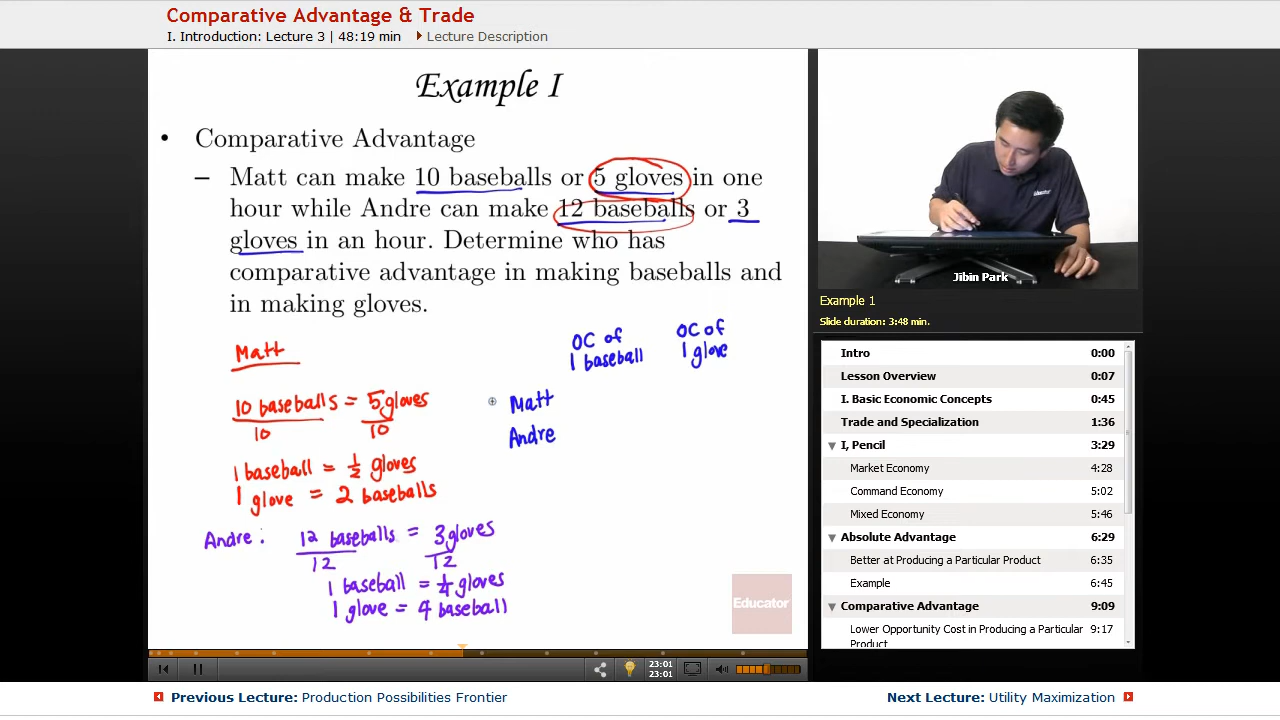 Comparative Advantage & Trade
I. Introduction: Lecture 3 | 48:19 min
Lecture Description
Example I
• Comparative Advantage
– Matt can make 10 baseballs or 5 gloves in one
hour while Andre can make 12 baseballs or 3
gloves in an hour. Determine who has
comparative advantage in making baseballs and
in making gloves.
OC of
1 baseball
OC of
1 glove
Matt
Andre
Matt
10 baseballs = 5 gloves
10 10
1 baseball = 1/2 gloves
1 glove = 2 baseballs
Andre: 12 baseballs = 3 gloves
12 12
1 baseball = 1/4 gloves
1 glove = 4 baseball
Educator
Jibin Park
Example 1
Slide duration: 3:48 min.
Intro 0:00
Lesson Overview 0:07
I. Basic Economic Concepts 0:45
Trade and Specialization 1:36
I, Pencil 3:29
Market Economy 4:28
Command Economy 5:02
Mixed Economy 5:46
Absolute Advantage 6:29
Better at Producing a Particular Product 6:35
Example 6:45
Comparative Advantage 9:09
Lower Opportunity Cost in Producing a Particular 9:17
Product
23:01
23:01
Previous Lecture: Production Possibilities Frontier
Next Lecture: Utility Maximization